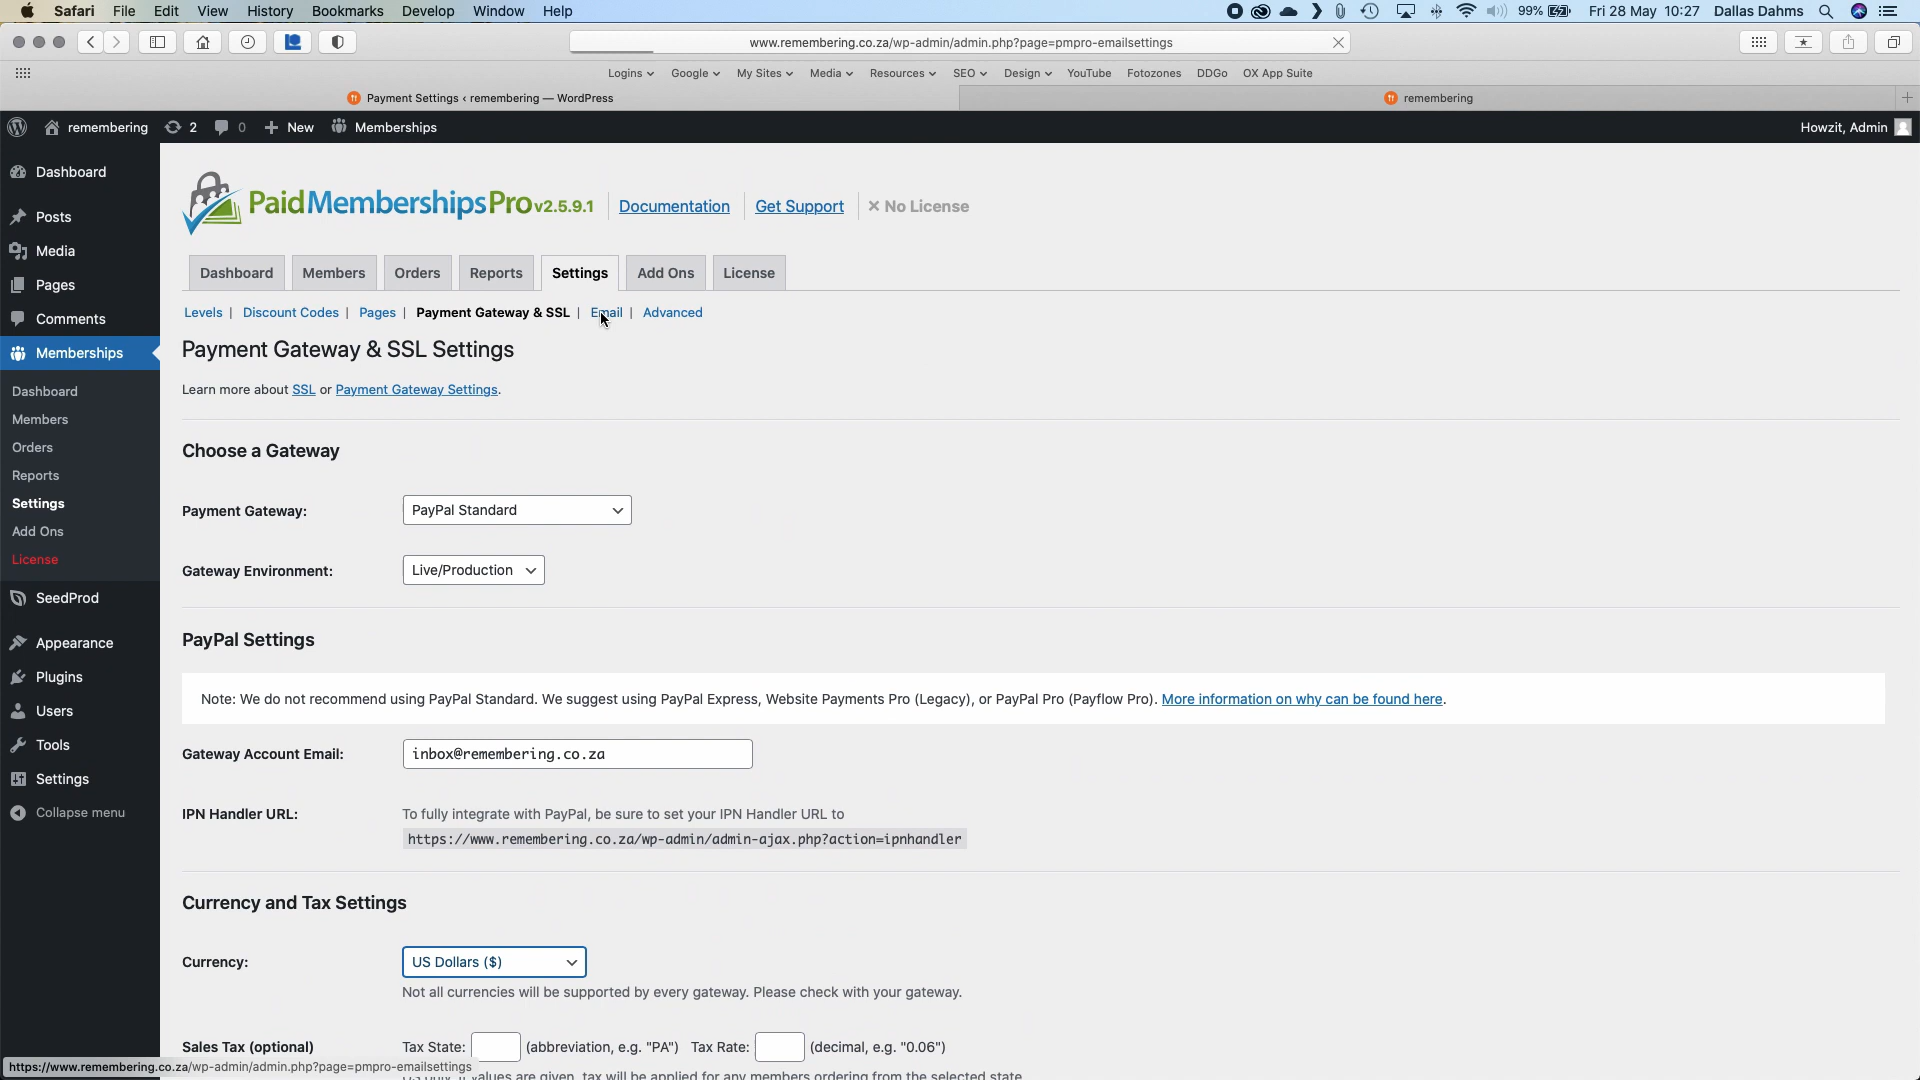 Safari File Edit View History Bookmarks Develop Window Help 99% Fri 28 May 10:27 Dallas Dahms
www.remembering.co.za/wp-admin/admin.php?page=pmpro-emailsettings
Logins Google My Sites Media Resources SEO Design YouTube Fotozones DDGo OX App Suite
Payment Settings ‹ remembering — WordPress
remembering
remembering 2 0 New Memberships Howzit, Admin
Dashboard
Posts
Media
Pages
Comments
Memberships
Dashboard
Members
Orders
Reports
Settings
Add Ons
License
SeedProd
Appearance
Plugins
Users
Tools
Settings
Collapse menu
PaidMembershipsPro v2.5.9.1 Documentation Get Support × No License
Dashboard Members Orders Reports Settings Add Ons License
Levels | Discount Codes | Pages | Payment Gateway & SSL | Email | Advanced
Payment Gateway & SSL Settings
Learn more about SSL or Payment Gateway Settings.
Choose a Gateway
Payment Gateway: PayPal Standard
Gateway Environment: Live/Production
PayPal Settings
Note: We do not recommend using PayPal Standard. We suggest using PayPal Express, Website Payments Pro (Legacy), or PayPal Pro (Payflow Pro). More information on why can be found here.
Gateway Account Email: inbox@remembering.co.za
IPN Handler URL: To fully integrate with PayPal, be sure to set your IPN Handler URL to
https://www.remembering.co.za/wp-admin/admin-ajax.php?action=ipnhandler
Currency and Tax Settings
Currency: US Dollars ($)
Not all currencies will be supported by every gateway. Please check with your gateway.
Sales Tax (optional) Tax State: (abbreviation, e.g. "PA") Tax Rate: (decimal, e.g. "0.06")
https://www.remembering.co.za/wp-admin/admin.php?page=pmpro-emailsettings
values are given, tax will be applied for any members ordering from the selected state